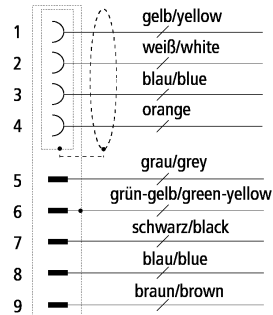 1 gelb/yellow
2 weiß/white
3 blau/blue
4 orange
5 grau/grey
6 grün-gelb/green-yellow
7 schwarz/black
8 blau/blue
9 braun/brown